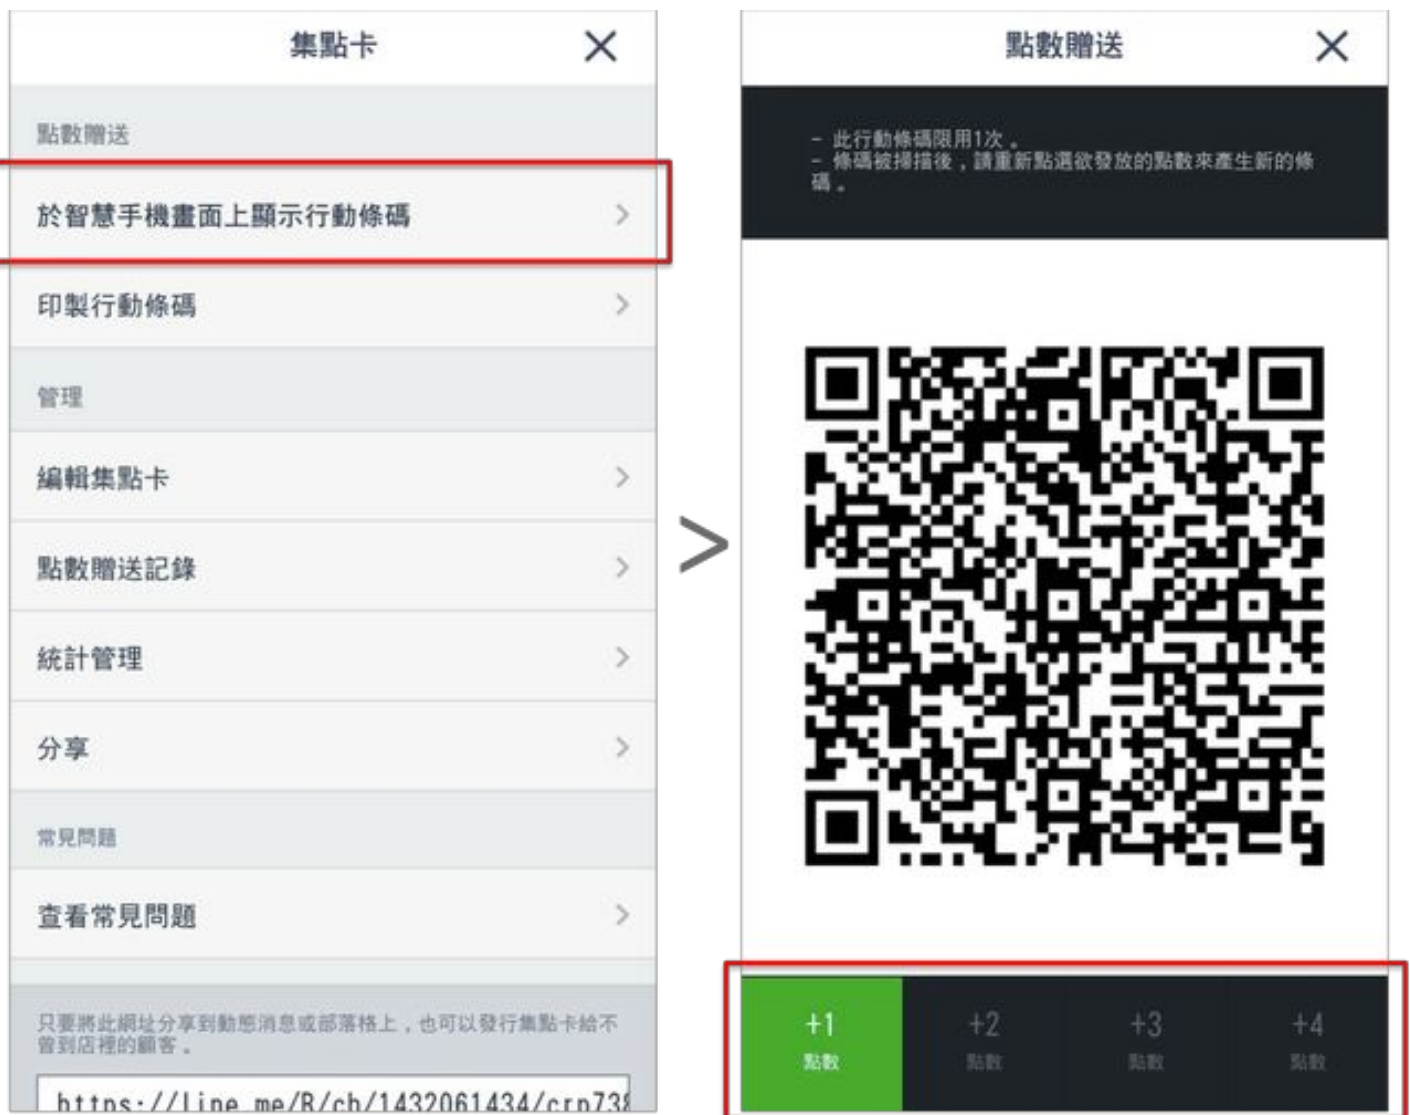 集點卡
點數贈送
於智慧手機畫面上顯示行動條碼
印製行動條碼
管理
編輯集點卡
點數贈送記錄
統計管理
分享
常見問題
查看常見問題
只要將此網址分享到動態消息或部落格上，也可以發行集點卡給不
曾到店裡的顧客。
https://line.me/R/ch/1432061434/crp738
>
點數贈送
- 此行動條碼限用1次。
- 條碼被掃描後，請重新點選欲發放的點數來產生新的條
碼。
+1
點數
+2
點數
+3
點數
+4
點數